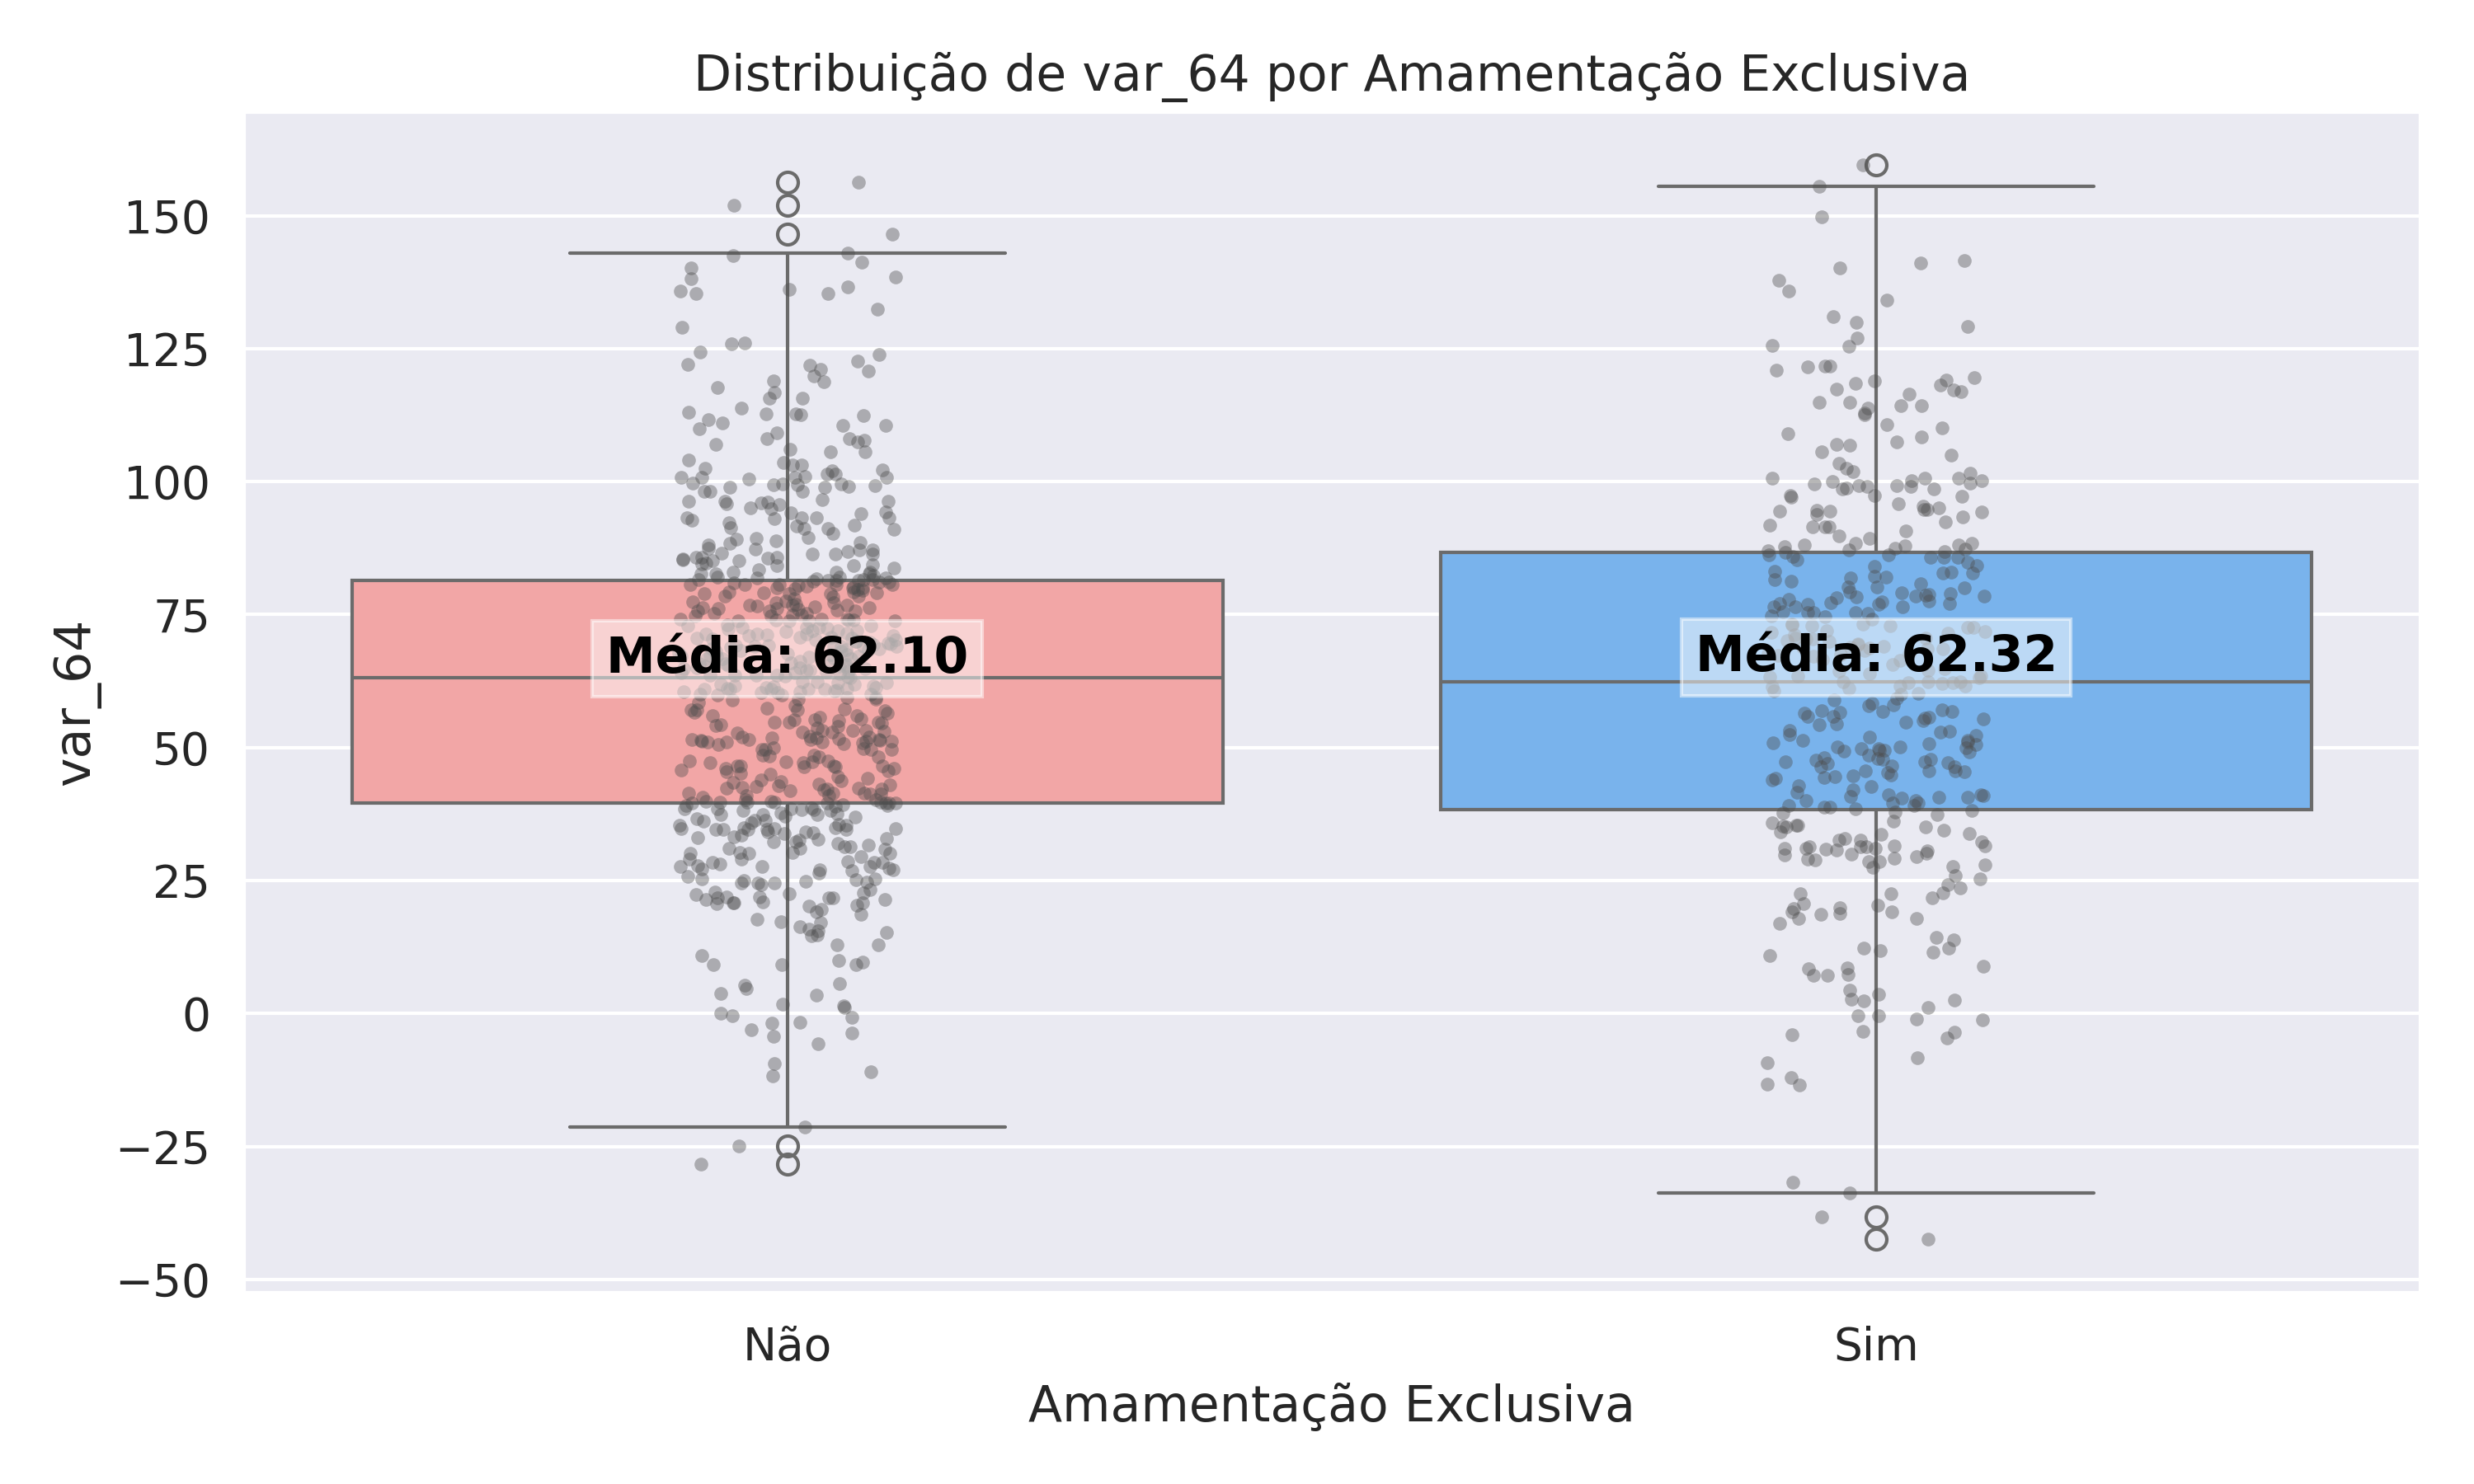 Distribuição de var_64 por Amamentação Exclusiva
150
125
100
75
50
25
0
−25
−50
var_64
Média: 62.10
Média: 62.32
Não
Sim
Amamentação Exclusiva